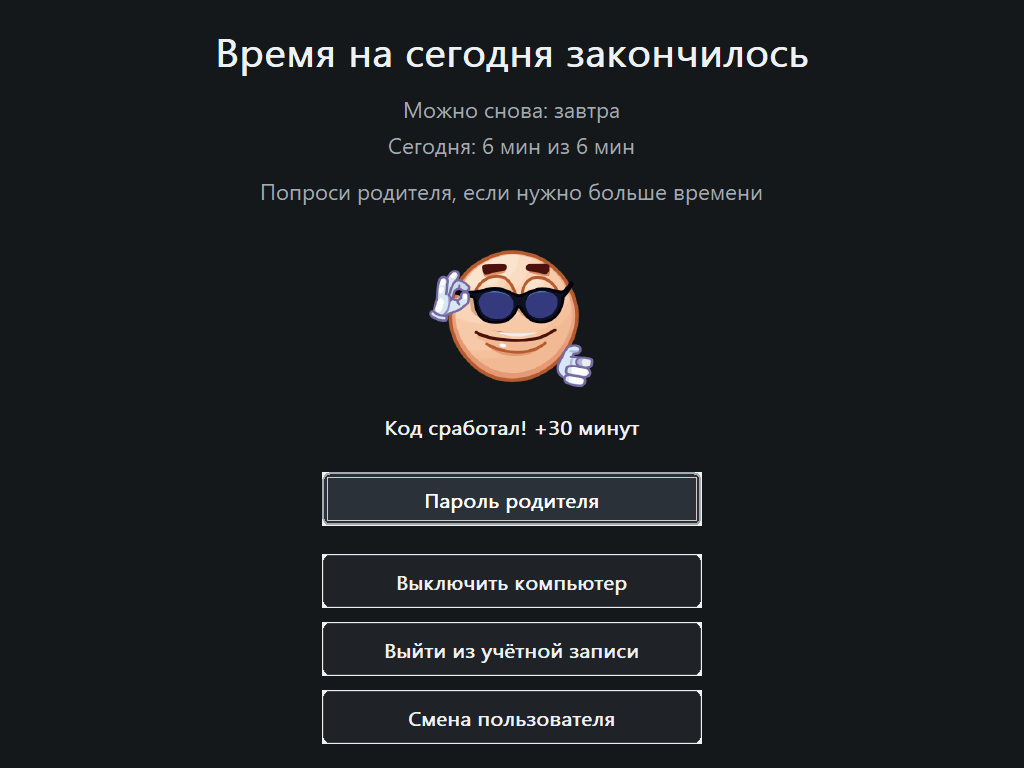 Время на сегодня закончилось
Можно снова: завтра
Сегодня: 6 мин из 6 мин
Попроси родителя, если нужно больше времени
Код сработал! +30 минут
Пароль родителя
Выключить компьютер
Выйти из учётной записи
Смена пользователя